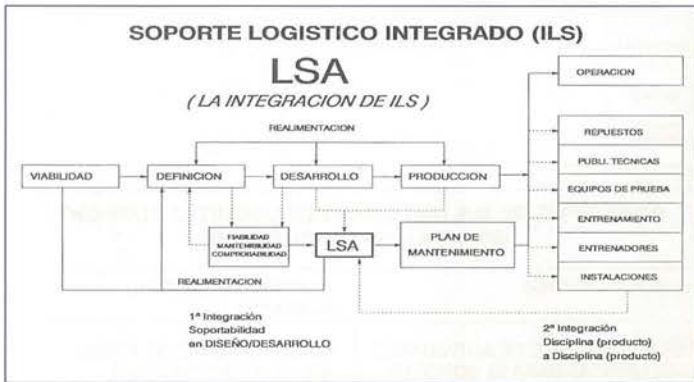 SOPORTE LOGISTICO INTEGRADO (ILS)
LSA
( LA INTEGRACION DE ILS )
REALIMENTACION
VIABILIDAD
DEFINICION
DESARROLLO
PRODUCCION
FIABILIDAD
MANTENIBILIDAD
COMPROBABILIDAD
LSA
PLAN DE
MANTENIMIENTO
REALIMENTACION
OPERACION
REPUESTOS
PUBLI. TECNICAS
EQUIPOS DE PRUEBA
ENTRENAMIENTO
ENTRENADORES
INSTALACIONES
1ª Integración
Soportabilidad
en DISEÑO/DESARROLLO
2ª Integración
Disciplina (producto)
a Disciplina (producto)